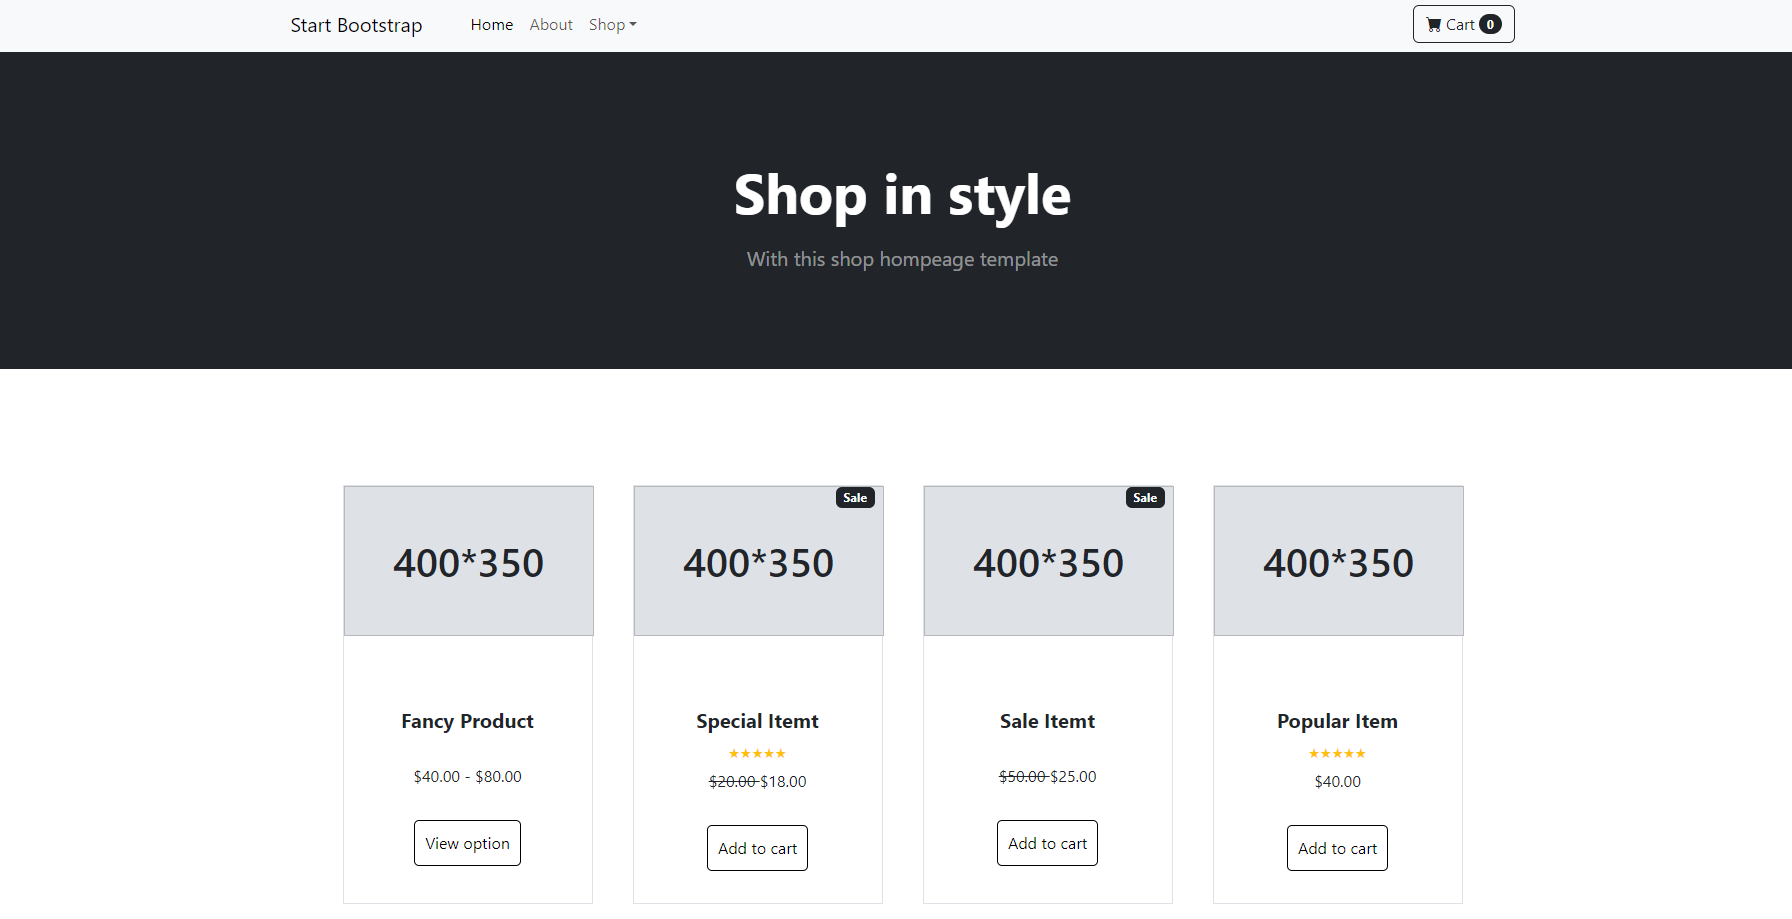 Start Bootstrap Home About Shop Cart 0
Shop in style
With this shop hompeage template
Sale Sale
400*350 400*350 400*350 400*350
Fancy Product Special Itemt Sale Itemt Popular Item
★★★★★ ★★★★★
$40.00 - $80.00 $20.00 $18.00 $50.00 $25.00 $40.00
View option Add to cart Add to cart Add to cart